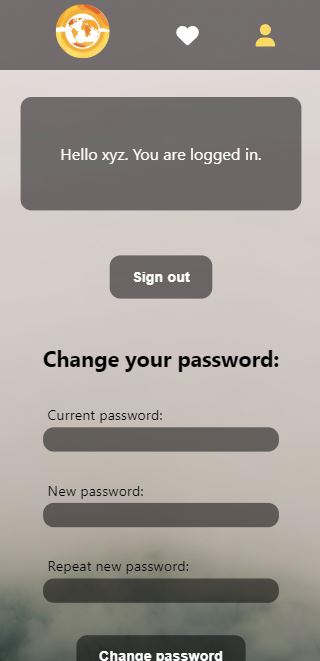 Hello xyz. You are logged in.
Sign out
Change your password:
Current password:
New password:
Repeat new password:
Change password